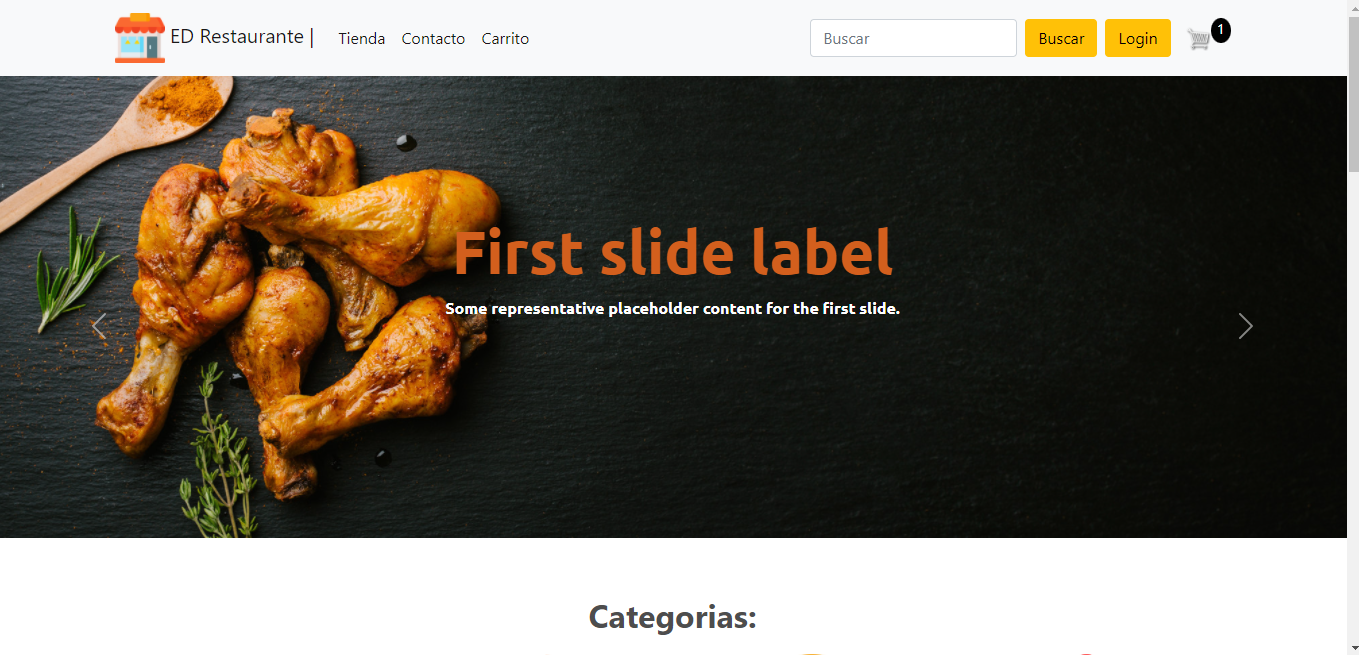 ED Restaurante | Tienda Contacto Carrito Buscar Buscar Login 1
First slide label
Some representative placeholder content for the first slide.
Categorias: